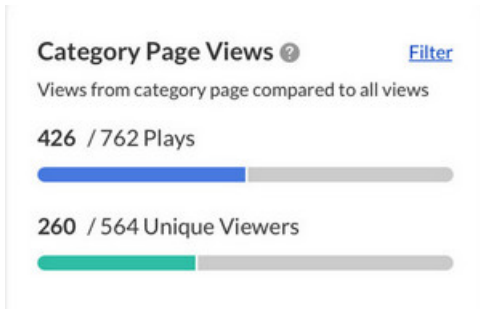 Category Page Views ?
Filter
Views from category page compared to all views
426 / 762 Plays
260 / 564 Unique Viewers